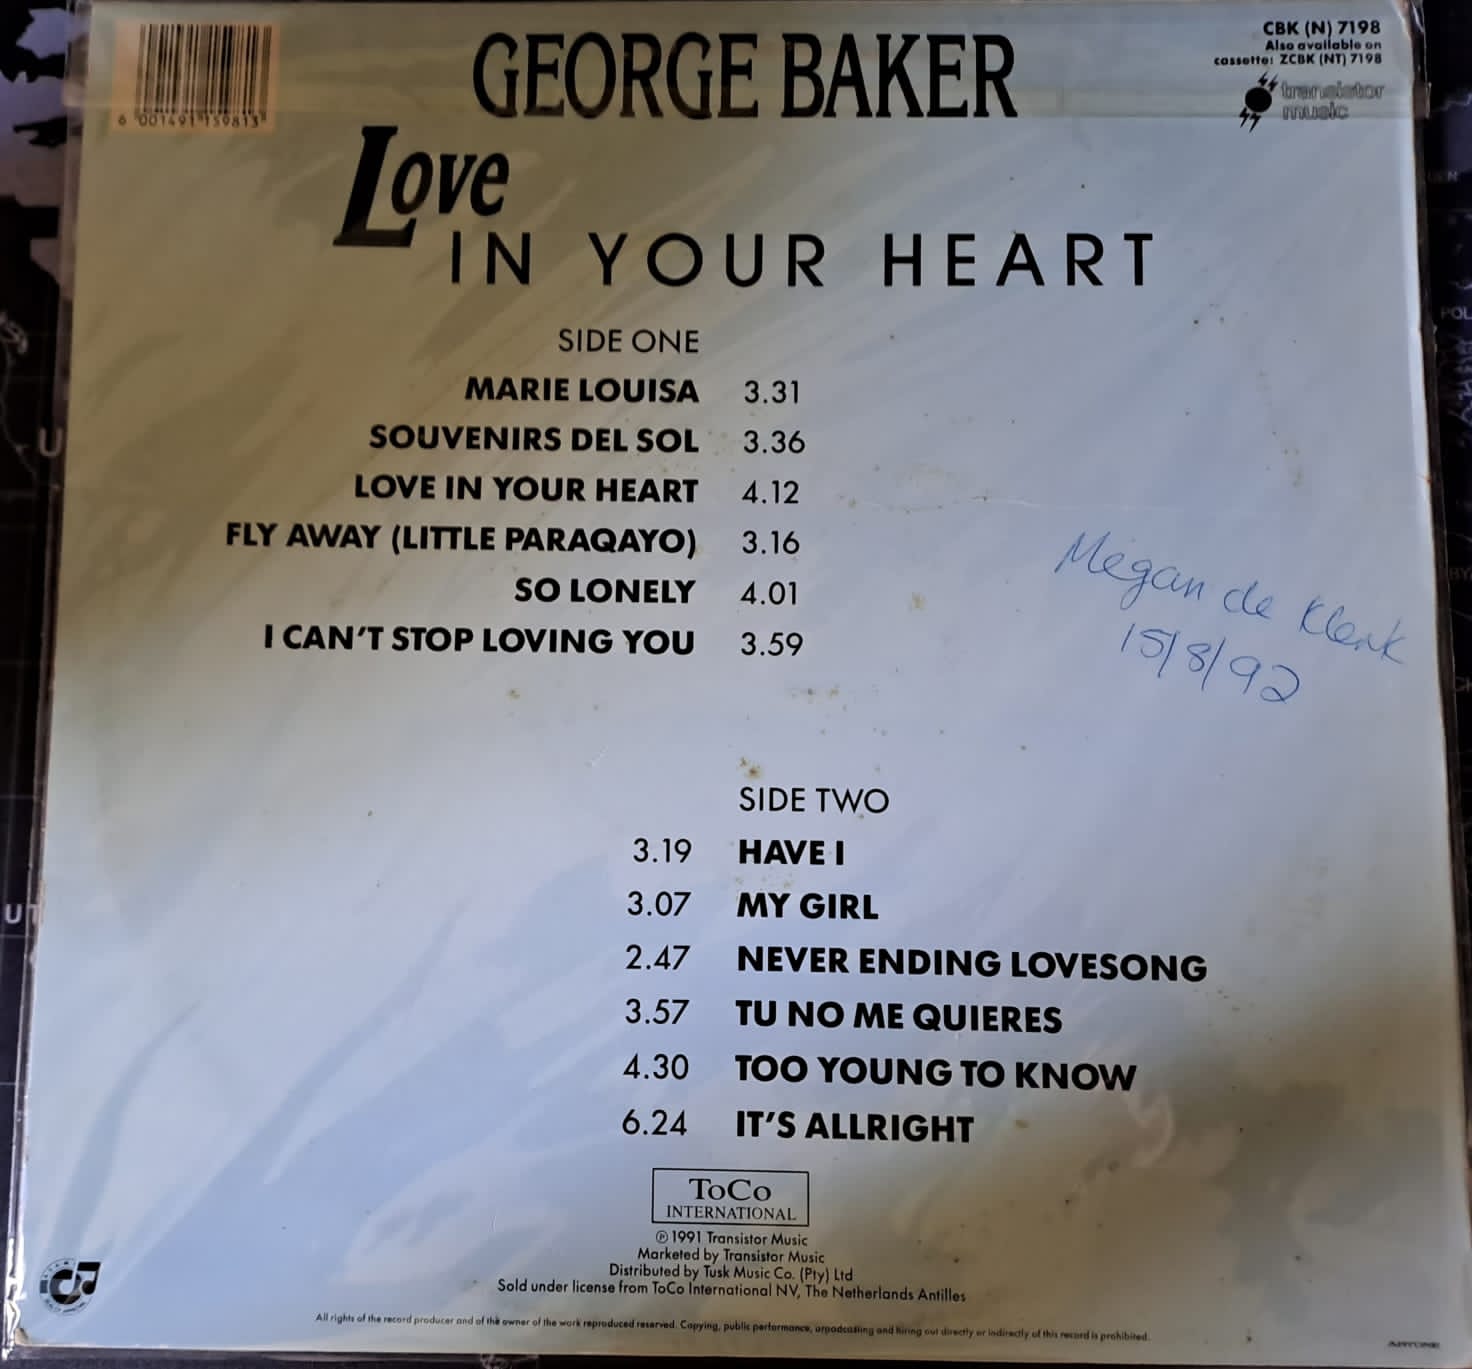 6 001491 159813
CBK (N) 7198
Also available on
cassette: ZCBK (NT) 7198
transistor
music
GEORGE BAKER
Love
IN YOUR HEART
SIDE ONE
MARIE LOUISA 3.31
SOUVENIRS DEL SOL 3.36
LOVE IN YOUR HEART 4.12
FLY AWAY (LITTLE PARAQAYO) 3.16
SO LONELY 4.01
I CAN'T STOP LOVING YOU 3.59
Megan de Klerk
15/8/92
SIDE TWO
3.19 HAVE I
3.07 MY GIRL
2.47 NEVER ENDING LOVESONG
3.57 TU NO ME QUIERES
4.30 TOO YOUNG TO KNOW
6.24 IT'S ALLRIGHT
ToCo
INTERNATIONAL
℗ 1991 Transistor Music
Marketed by Transistor Music
Distributed by Tusk Music Co. (Pty) Ltd
Sold under license from ToCo International NV, The Netherlands Antilles
All rights of the record producer and of the owner of the work reproduced reserved. Copying, public performance, and hiring out directly or indirectly of this record is prohibited.